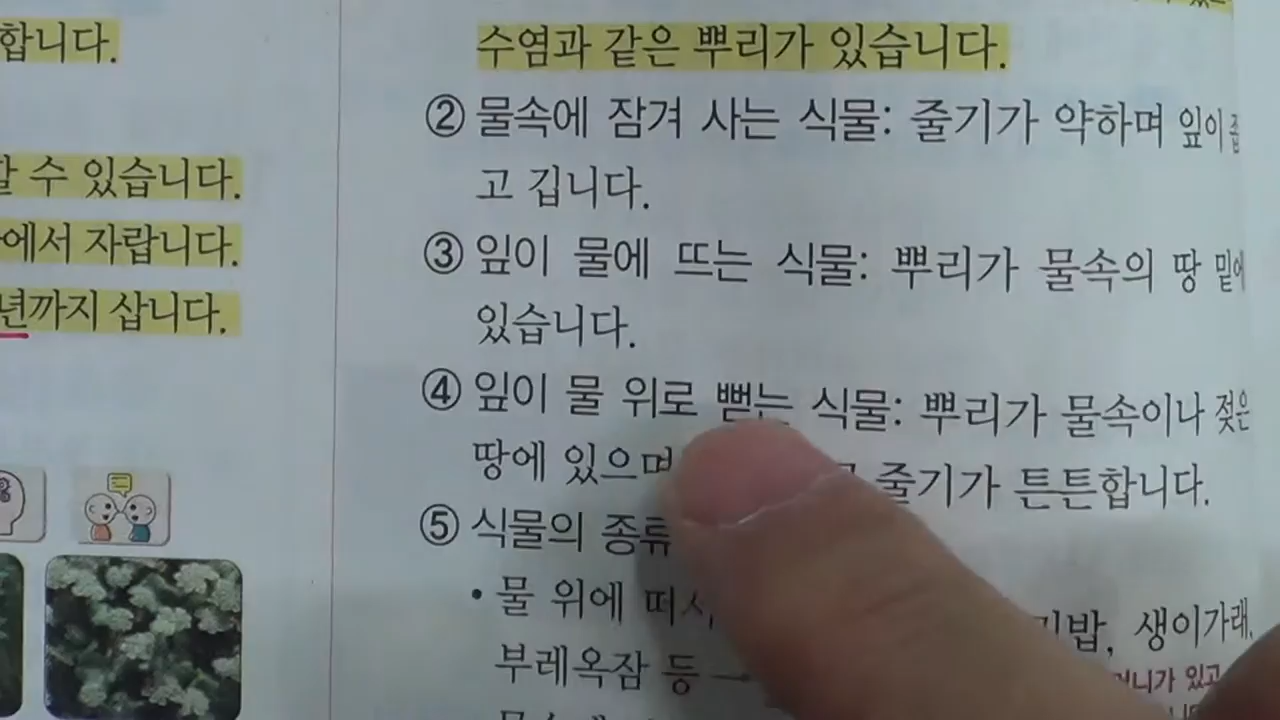 합니다.
수 있습니다.
에서 자랍니다.
년까지 삽니다.
수염과 같은 뿌리가 있습니다.
② 물속에 잠겨 사는 식물: 줄기가 약하며 잎이 좁
고 깁니다.
③ 잎이 물에 뜨는 식물: 뿌리가 물속의 땅 밑에
있습니다.
④ 잎이 물 위로 뻗는 식물: 뿌리가 물속이나 젖은
땅에 있으며 줄기가 튼튼합니다.
⑤ 식물의 종류
• 물 위에 떠서 생이가래,
부레옥잠 등 →
있고